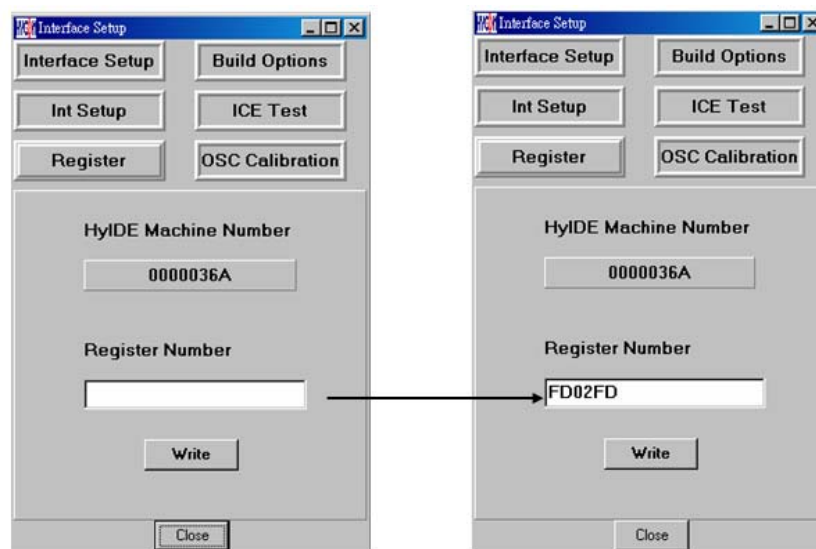 Interface Setup
Interface Setup
Build Options
Int Setup
ICE Test
Register
OSC Calibration
HyIDE Machine Number
0000036A
Register Number
Write
Close
Interface Setup
Interface Setup
Build Options
Int Setup
ICE Test
Register
OSC Calibration
HyIDE Machine Number
0000036A
Register Number
FD02FD
Write
Close